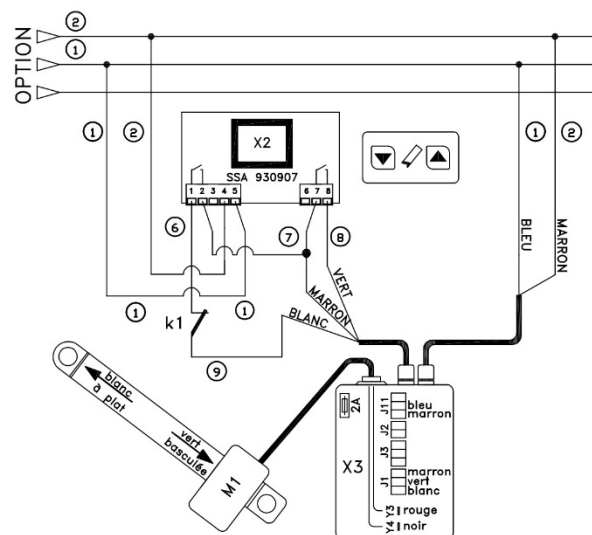 OPTION
2
1
1
2
X2
SSA 930907
1 2 3 4 5
6 7 8
1
2
6
7
8
BLEU
MARRON
VERT
MARRON
BLANC
1
1
k1
9
blanc
à plat
vert
basculée
M1
2A
X3
J11
bleu
marron
J2
J3
J1
marron
vert
blanc
Y3 rouge
Y4 noir